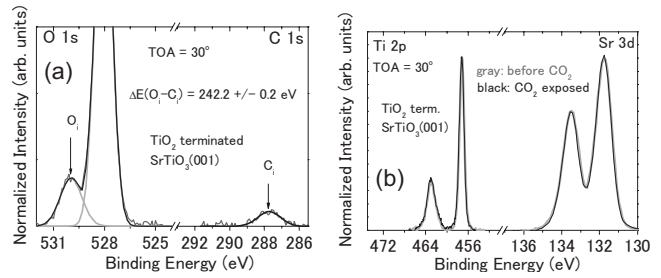 O 1s
C 1s
(a)
TOA = 30°
ΔE(Oᵢ-Cᵢ) = 242.2 +/- 0.2 eV
Oᵢ
TiO₂
terminated
SrTiO₃(001)
Cᵢ
Normalized Intensity (arb. units)
531 528 525 292 290 288 286
Binding Energy (eV)
Ti 2p
Sr 3d
TOA = 30°
gray: before CO₂
black: CO₂ exposed
TiO₂ term.
SrTiO₃(001)
(b)
Normalized Intensity (arb. units)
472 464 456 136 134 132 130
Binding Energy (eV)